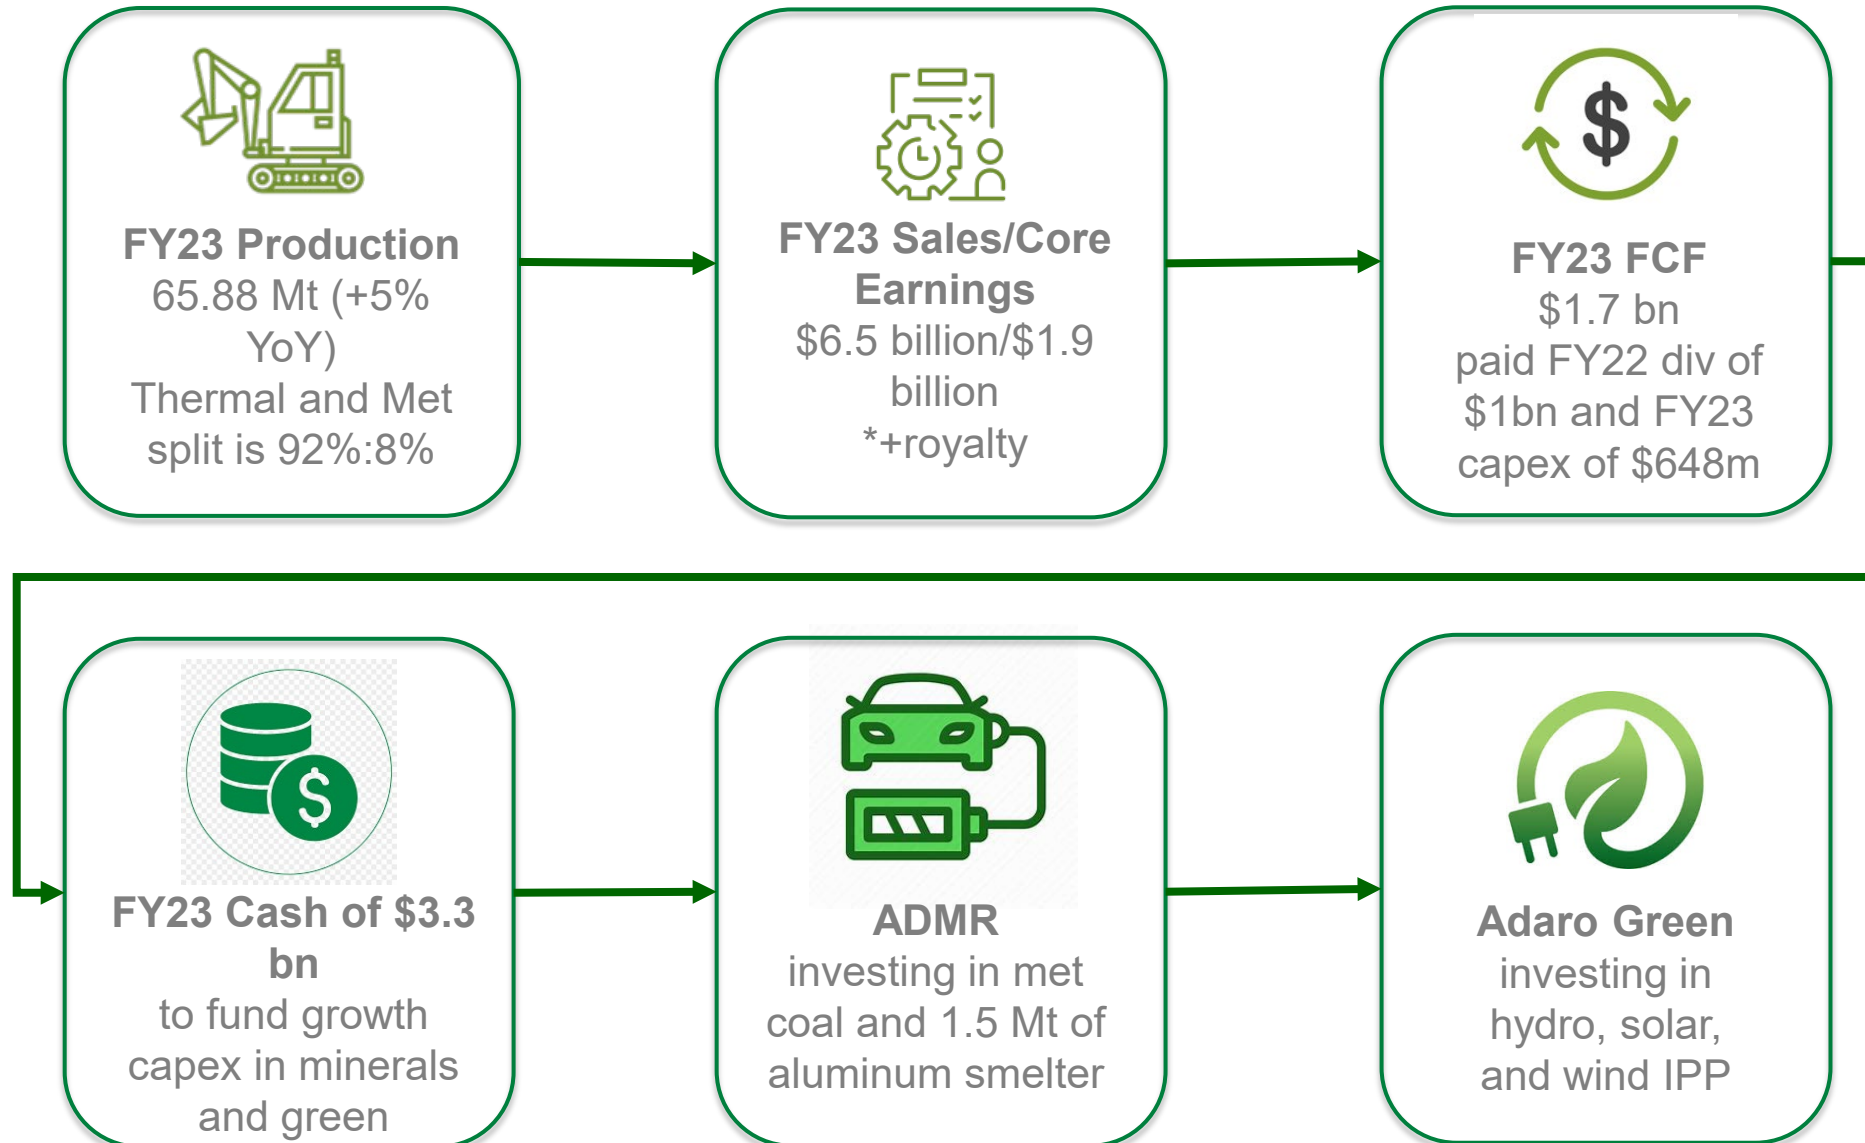 FY23 Production
65.88 Mt (+5%
YoY)
Thermal and Met
split is 92%:8%
FY23 Sales/Core
Earnings
$6.5 billion/$1.9
billion
*+royalty
$
FY23 FCF
$1.7 bn
paid FY22 div of
$1bn and FY23
capex of $648m
$
FY23 Cash of $3.3
bn
to fund growth
capex in minerals
and green
ADMR
investing in met
coal and 1.5 Mt of
aluminum smelter
Adaro Green
investing in
hydro, solar,
and wind IPP